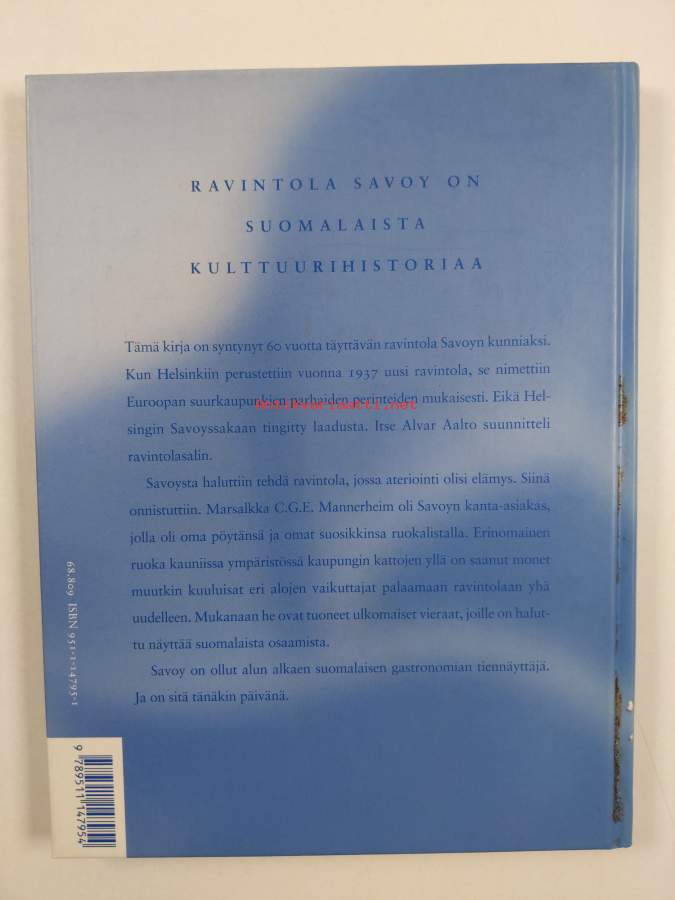 RAVINTOLA SAVOY ON
SUOMALAISTA
KULTTUURIHISTORIAA
Tämä kirja on syntynyt 60 vuotta täyttävän ravintola Savoyn kunniaksi.
Kun Helsinkiin perustettiin vuonna 1937 uusi ravintola, se nimettiin
Euroopan suurkaupunkien parhaiden perinteiden mukaisesti. Eikä Hel-
Antikvariaatti.net
singin Savoyssakaan tingitty laadusta. Itse Alvar Aalto suunnitteli
ravintolasalin.
Savoysta haluttiin tehdä ravintola, jossa ateriointi olisi elämys. Siinä
onnistuttiin. Marsalkka C.G.E. Mannerheim oli Savoyn kanta-asiakas,
jolla oli oma pöytänsä ja omat suosikkinsa ruokalistalla. Erinomainen
ruoka kauniissa ympäristössä kaupungin kattojen yllä on saanut monet
muutkin kuuluisat eri alojen vaikuttajat palaamaan ravintolaan yhä
uudelleen. Mukanaan he ovat tuoneet ulkomaiset vieraat, joille on halut-
tu näyttää suomalaista osaamista.
Savoy on ollut alun alkaen suomalaisen gastronomian tiennäyttäjä.
Ja on sitä tänäkin päivänä.
68.809 ISBN 951-1-14795-1
9 789511 147954